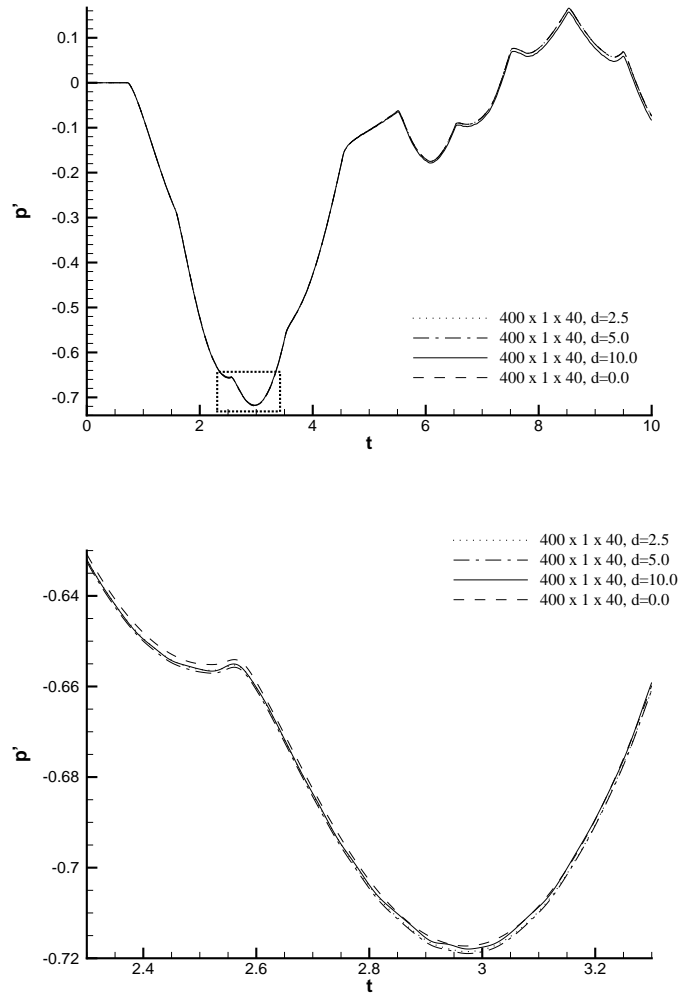 0.1
0
-0.1
-0.2
-0.3
-0.4
-0.5
-0.6
-0.7
p'
400 x 1 x 40, d=2.5
400 x 1 x 40, d=5.0
400 x 1 x 40, d=10.0
400 x 1 x 40, d=0.0
0 2 4 6 8 10
t
400 x 1 x 40, d=2.5
400 x 1 x 40, d=5.0
400 x 1 x 40, d=10.0
400 x 1 x 40, d=0.0
-0.64
-0.66
-0.68
-0.7
-0.72
p'
2.4 2.6 2.8 3 3.2
t